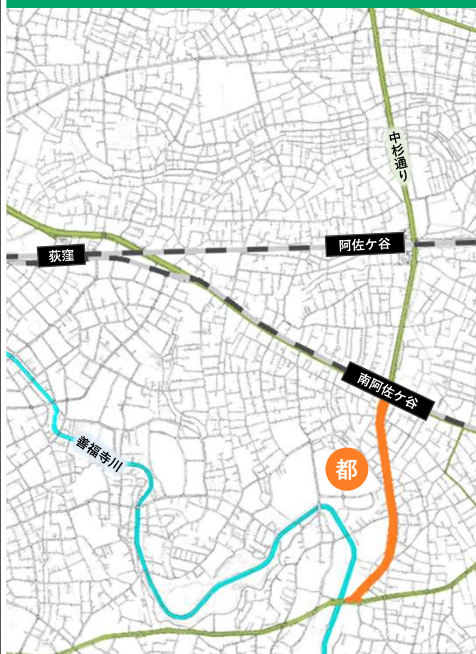 中杉通り
阿佐ケ谷
荻窪
南阿佐ケ谷
善福寺川
都